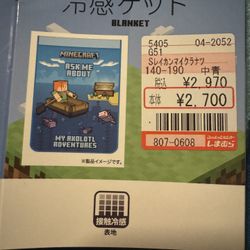 冷感ケット
BLANKET
MINECRAFT
ASK ME
ABOUT
MY AXOLOTL
ADVENTURES
※製品イメージです。
5405 04-2052
G51
Sレイカンマイクラナツ
140-190 中青
税込 ¥2,970
本体 ¥2,700
807-0608
しまむら
接触冷感
表地